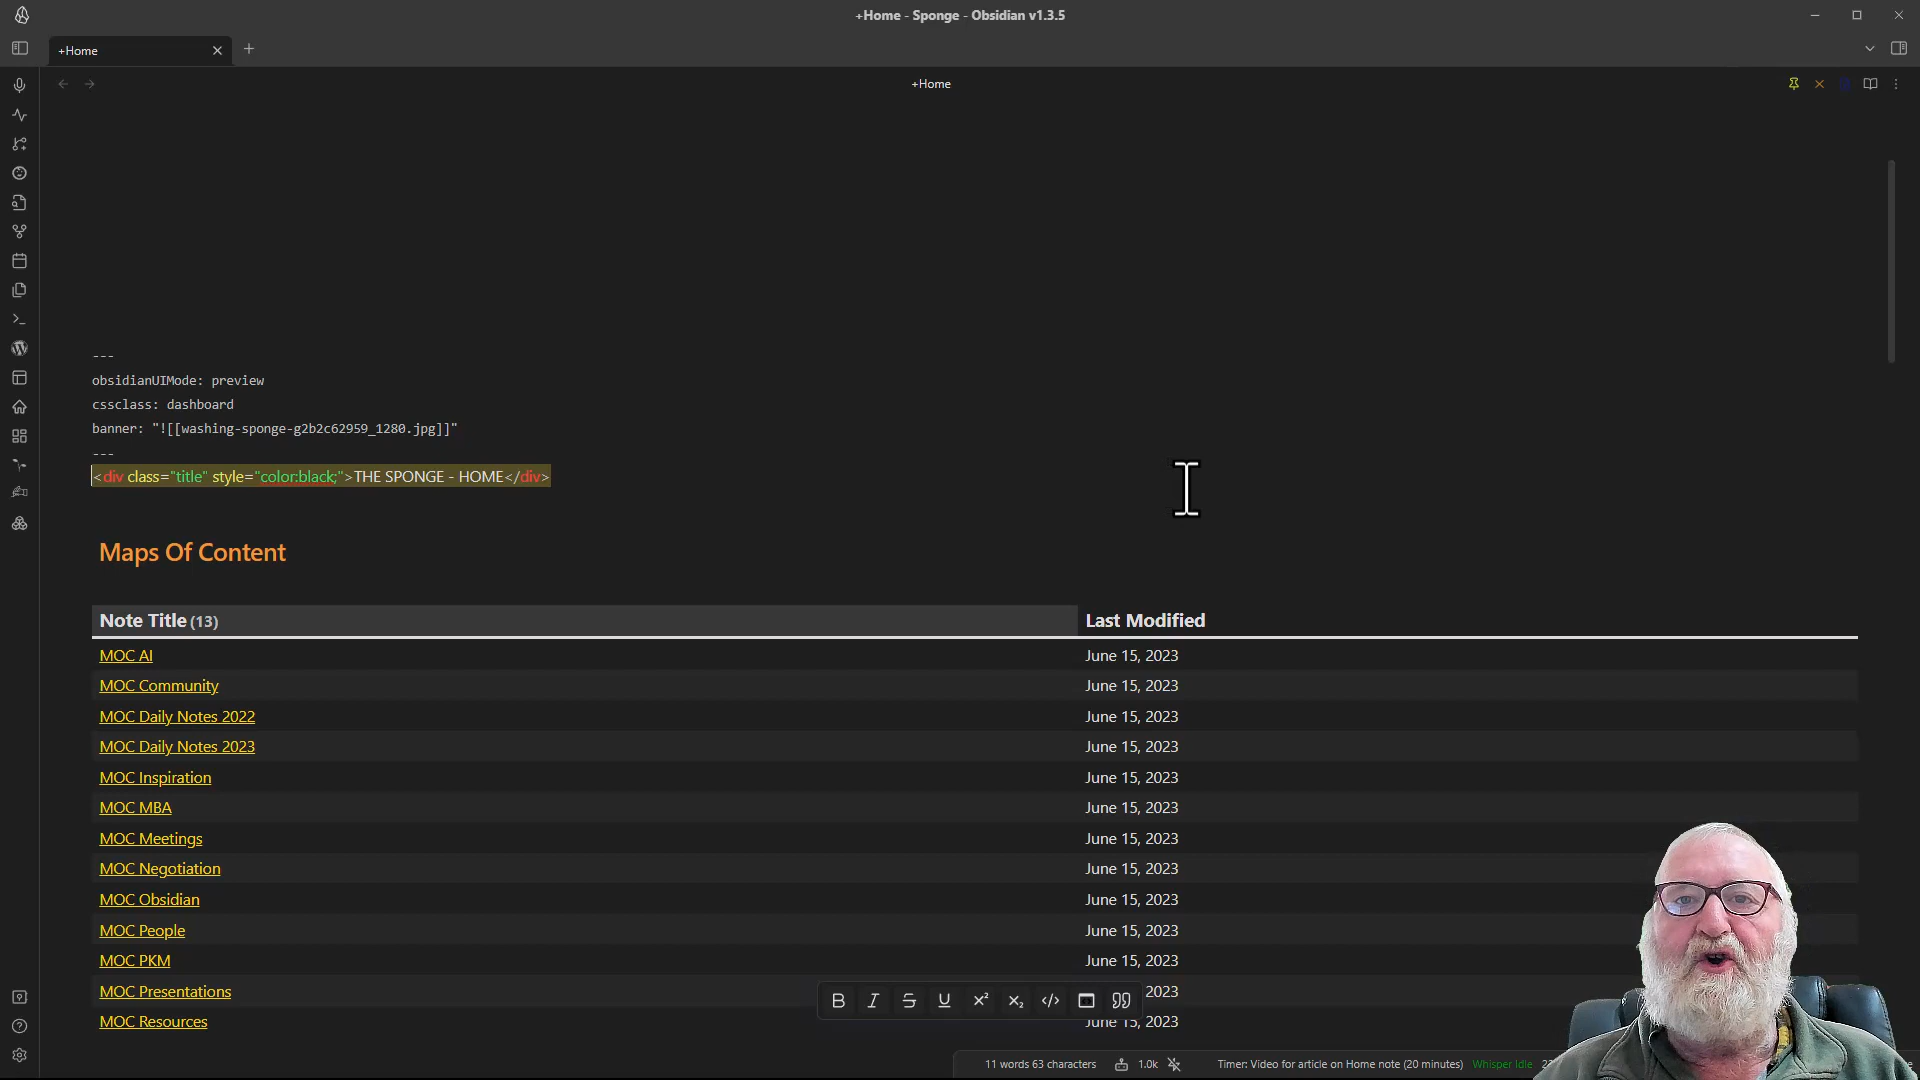 +Home - Sponge - Obsidian v1.3.5
+Home
+Home
---
obsidianUIMode: preview
cssclass: dashboard
banner: "![[washing-sponge-g2b2c62959_1280.jpg]]"
---
<div class="title" style="color:black;">THE SPONGE - HOME</div>
Maps Of Content
Note Title (13) Last Modified
MOC AI June 15, 2023
MOC Community June 15, 2023
MOC Daily Notes 2022 June 15, 2023
MOC Daily Notes 2023 June 15, 2023
MOC Inspiration June 15, 2023
MOC MBA June 15, 2023
MOC Meetings June 15, 2023
MOC Negotiation June 15, 2023
MOC Obsidian June 15, 2023
MOC People June 15, 2023
MOC PKM June 15, 2023
MOC Presentations 2023
MOC Resources June 15, 2023
11 words 63 characters 1.0k Timer: Video for article on Home note (20 minutes) Whisper Idle